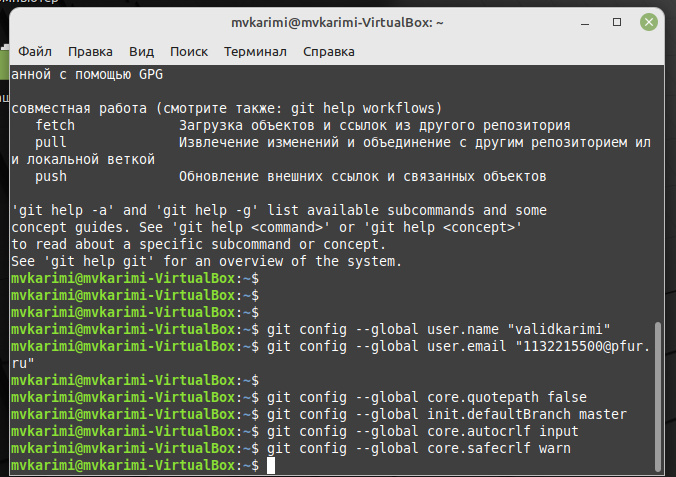 mvkarimi@mvkarimi-VirtualBox: ~
Файл Правка Вид Поиск Терминал Справка
анной с помощью GPG
совместная работа (смотрите также: git help workflows)
fetch Загрузка объектов и ссылок из другого репозитория
pull Извлечение изменений и объединение с другим репозиторием ил
и локальной веткой
push Обновление внешних ссылок и связанных объектов
'git help -a' and 'git help -g' list available subcommands and some
concept guides. See 'git help <command>' or 'git help <concept>'
to read about a specific subcommand or concept.
See 'git help git' for an overview of the system.
mvkarimi@mvkarimi-VirtualBox:~$
mvkarimi@mvkarimi-VirtualBox:~$
mvkarimi@mvkarimi-VirtualBox:~$
mvkarimi@mvkarimi-VirtualBox:~$ git config --global user.name "validkarimi"
mvkarimi@mvkarimi-VirtualBox:~$ git config --global user.email "1132215500@pfur.
ru"
mvkarimi@mvkarimi-VirtualBox:~$
mvkarimi@mvkarimi-VirtualBox:~$ git config --global core.quotepath false
mvkarimi@mvkarimi-VirtualBox:~$ git config --global init.defaultBranch master
mvkarimi@mvkarimi-VirtualBox:~$ git config --global core.autocrlf input
mvkarimi@mvkarimi-VirtualBox:~$ git config --global core.safecrlf warn
mvkarimi@mvkarimi-VirtualBox:~$